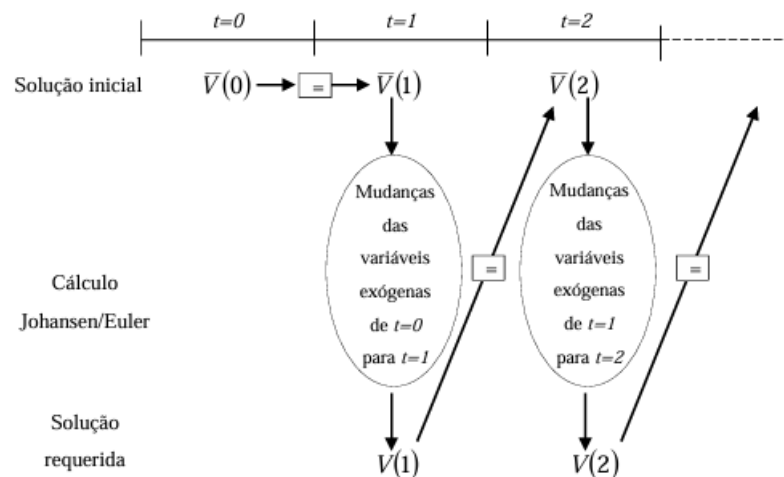 t=0 t=1 t=2
Solução inicial V̅(0) = V̅(1) V̅(2)
Mudanças
das
variáveis
exógenas
de t=0
para t=1
=
Mudanças
das
variáveis
exógenas
de t=1
para t=2
=
Cálculo
Johansen/Euler
Solução
requerida
V(1) V(2)